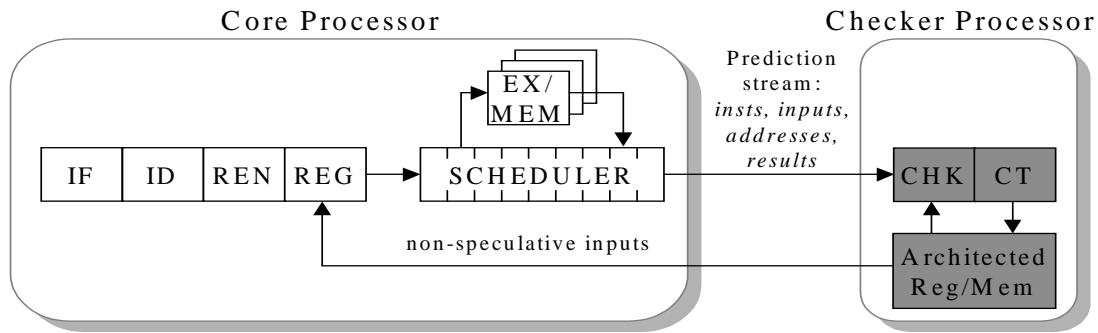 Core Processor
Checker Processor
EX/
MEM
Prediction
stream:
insts, inputs,
addresses,
results
IF ID REN REG
SCHEDULER
CHK CT
non-speculative inputs
Architected
Reg/Mem